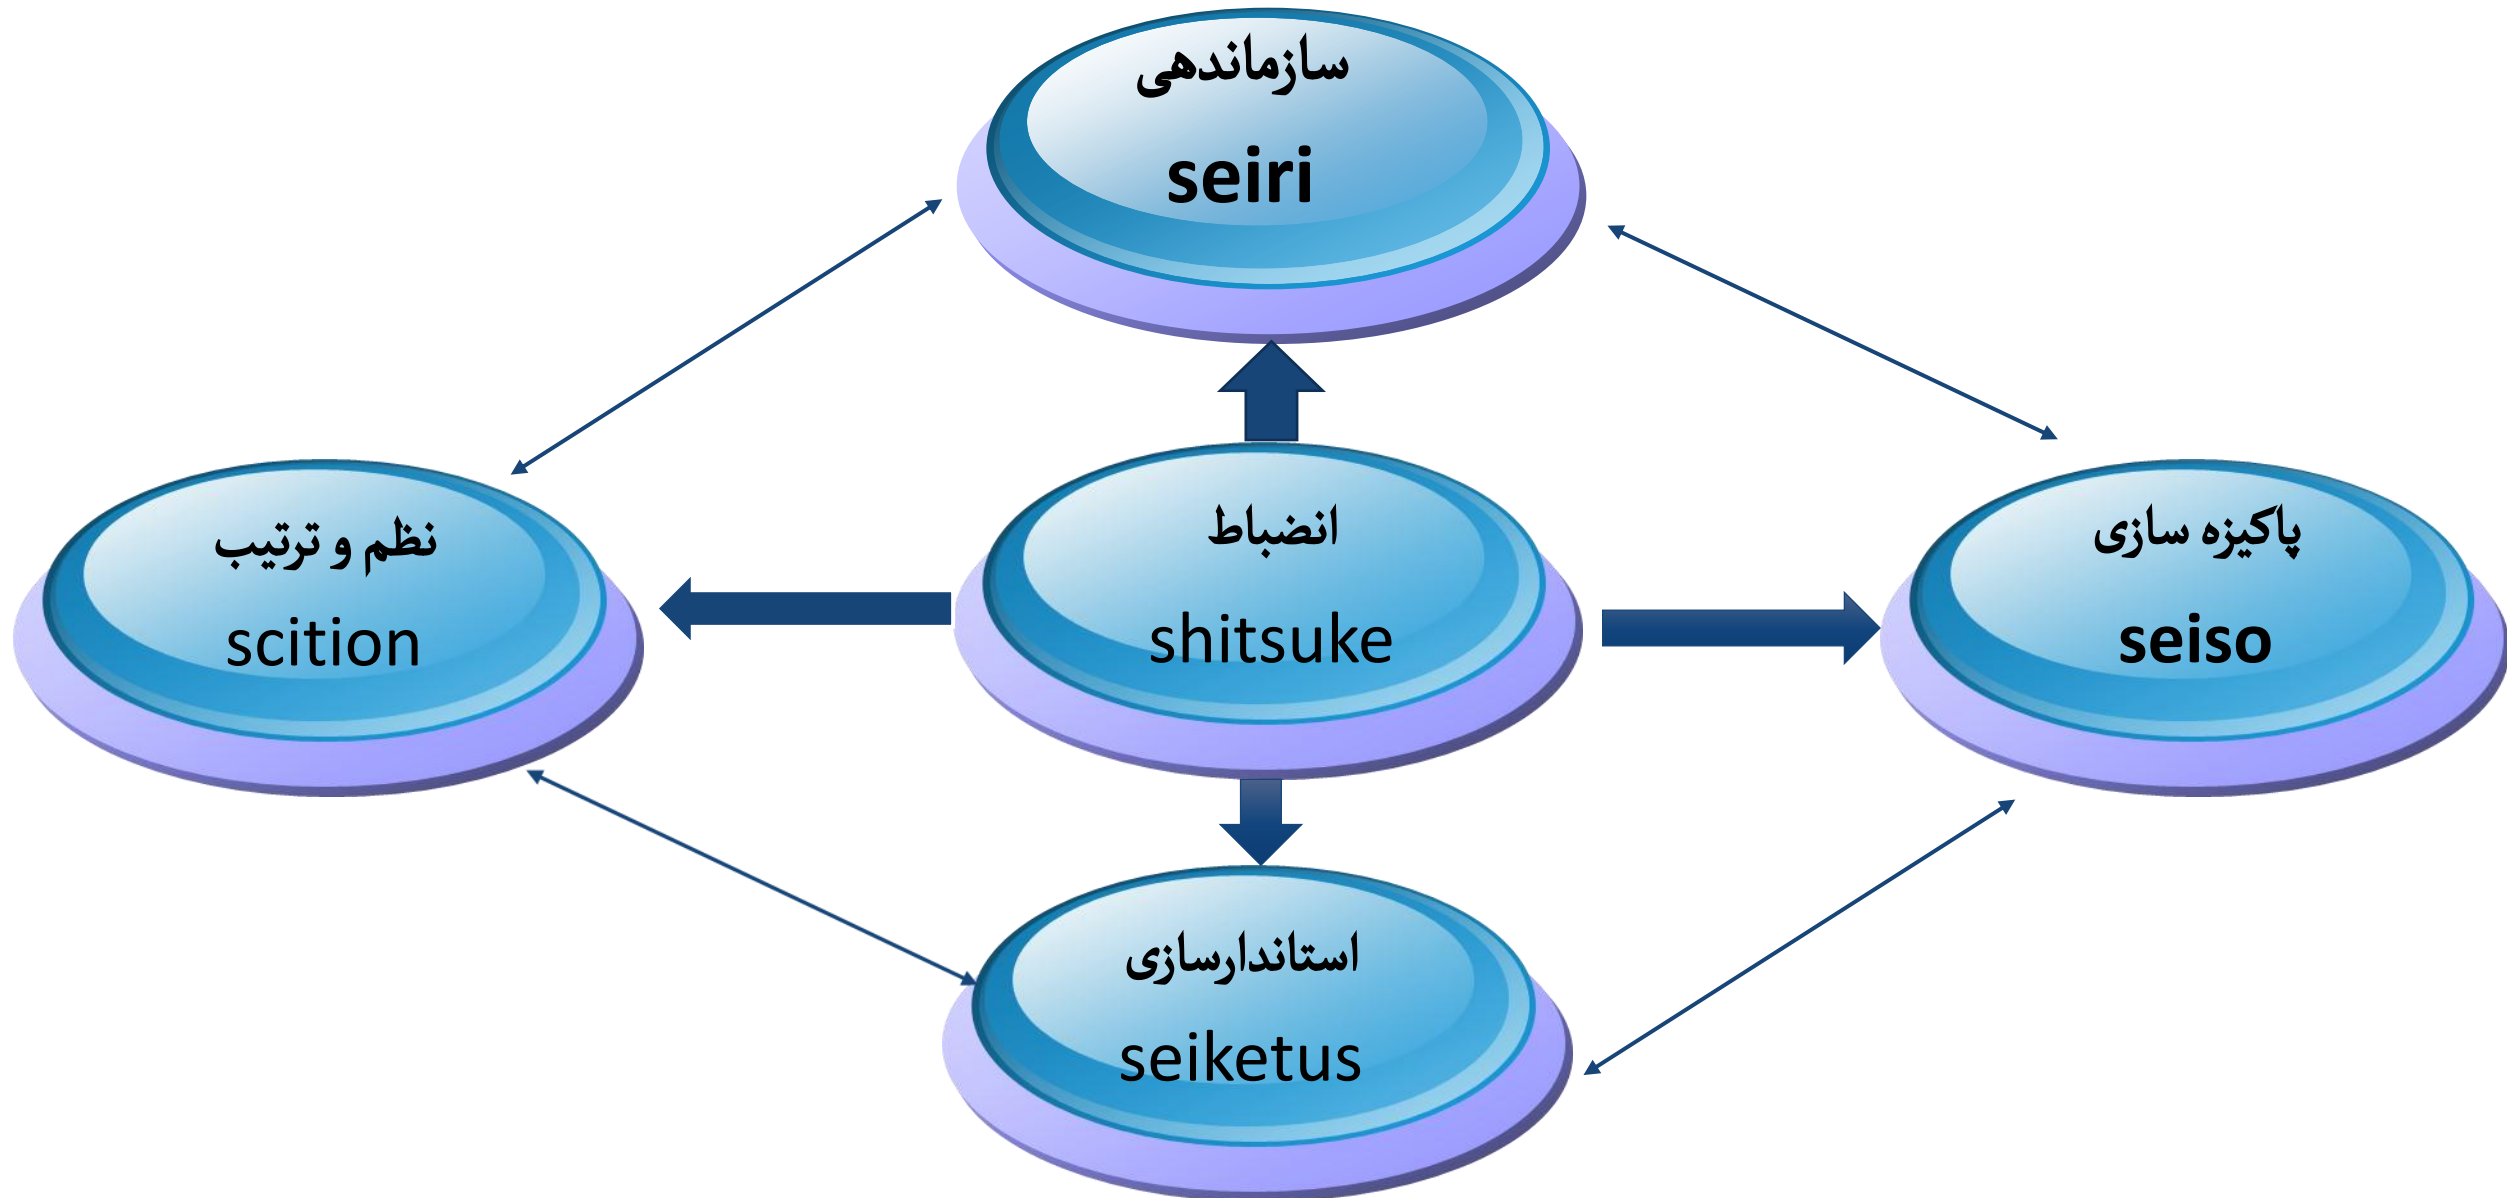 سازماندهی
seiri
نظم و ترتیب
scition
انضباط
shitsuke
پاکیزه سازی
seiso
استاندارسازی
seiketus